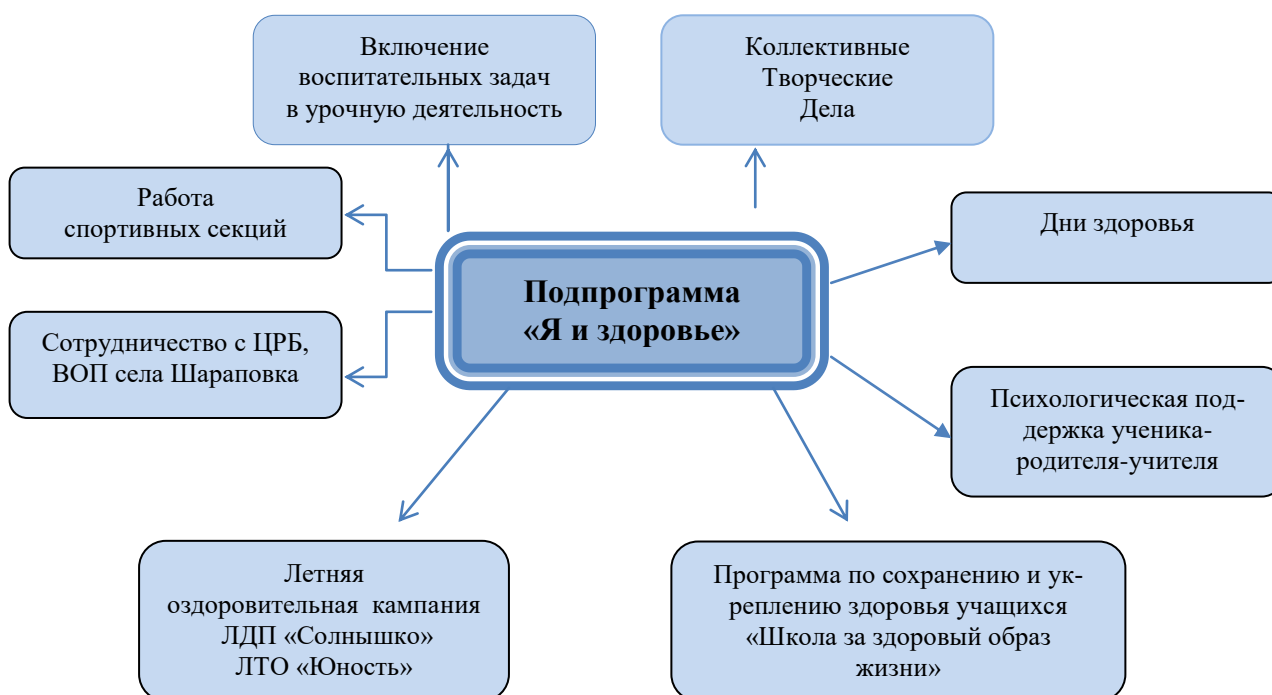 Включение
воспитательных задач
в урочную деятельность
Коллективные
Творческие
Дела
Работа
спортивных секций
Дни здоровья
Подпрограмма
«Я и здоровье»
Сотрудничество с ЦРБ,
ВОП села Шараповка
Психологическая под-
держка ученика-
родителя-учителя
Летняя
оздоровительная  кампания
ЛДП «Солнышко»
ЛТО «Юность»
Программа по сохранению и ук-
реплению здоровья учащихся
«Школа за здоровый образ
жизни»